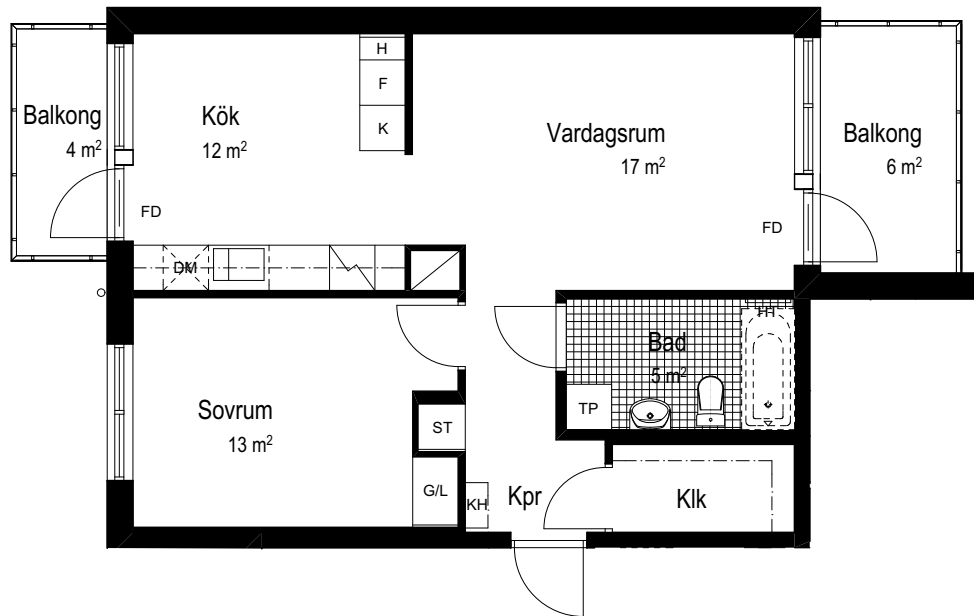 H
F
K
Balkong
4 m²
Kök
12 m²
Vardagsrum
17 m²
Balkong
6 m²
FD
FD
DM
HH
Bad
5 m²
TP
Sovrum
13 m²
ST
G/L
KH
Kpr
Klk